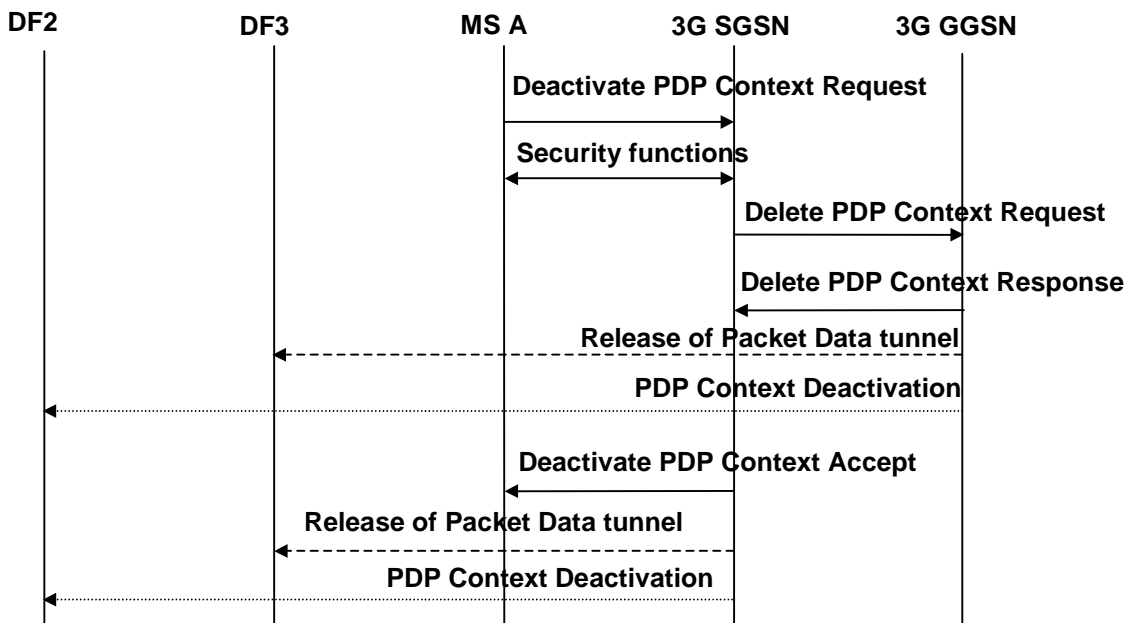 DF2
DF3
MS A
3G SGSN
3G GGSN
Deactivate PDP Context Request
Security functions
Delete PDP Context Request
Delete PDP Context Response
Release of Packet Data tunnel
PDP Context Deactivation
Deactivate PDP Context Accept
Release of Packet Data tunnel
PDP Context Deactivation